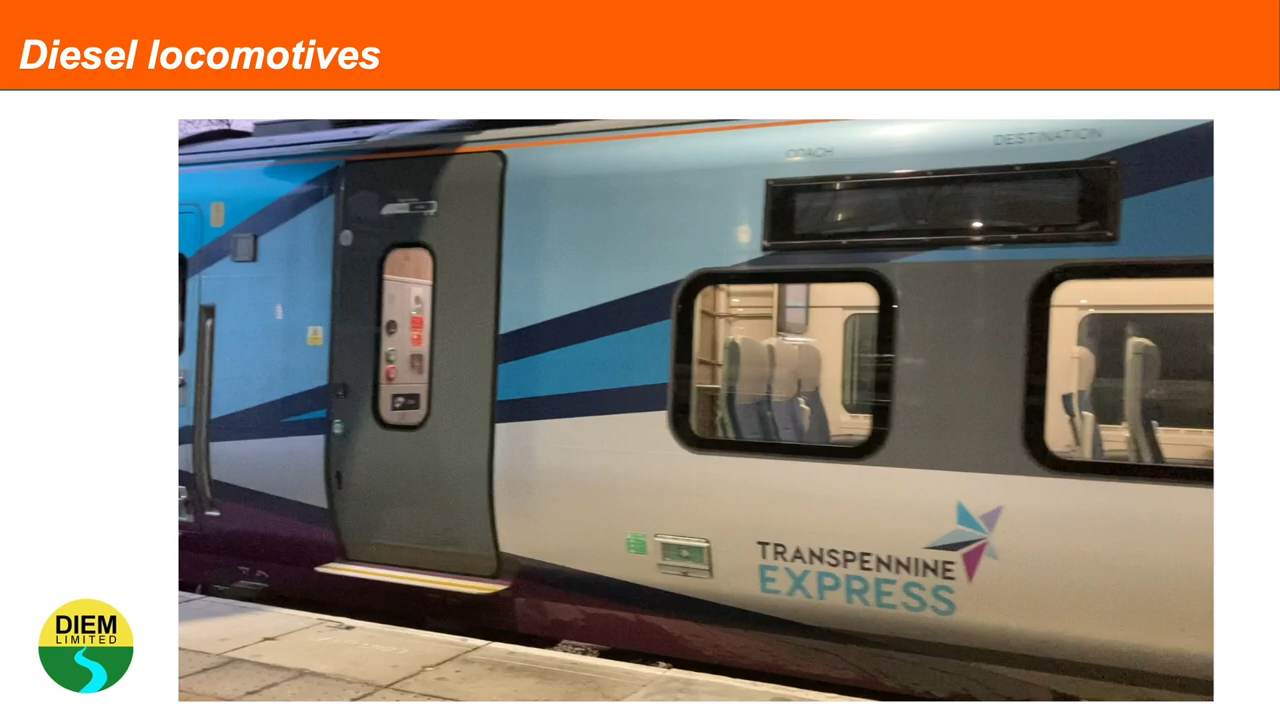 Diesel locomotives
COACH
DESTINATION
TRANSPENNINE
EXPRESS
DIEM
LIMITED